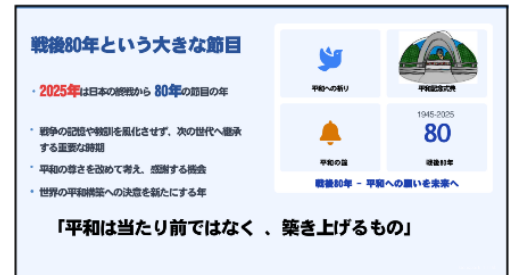 戦後80年という大きな節目
・2025年は日本の終戦から 80年の節目の年
・戦争の記憶や教訓を風化させず、次の世代へ継承
する重要な時期
・平和の尊さを改めて考え、感謝する機会
・世界の平和構築への決意を新たにする年
平和への祈り
平和記念式典
平和の鐘
1945-2025
80
戦後80年
戦後80年 - 平和への願いを未来へ
「平和は当たり前ではなく 、築き上げるもの」